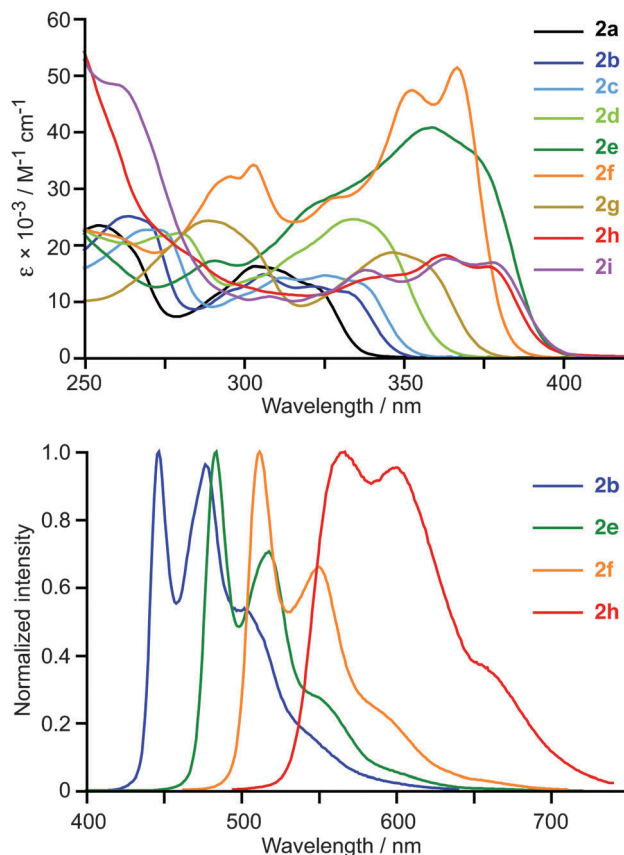 60
50
40
30
20
10
0
ε × 10⁻³ / M⁻¹ cm⁻¹
250
300
350
400
Wavelength / nm
2a
2b
2c
2d
2e
2f
2g
2h
2i
1.0
0.8
0.6
0.4
0.2
0
Normalized intensity
400
500
600
700
Wavelength / nm
2b
2e
2f
2h